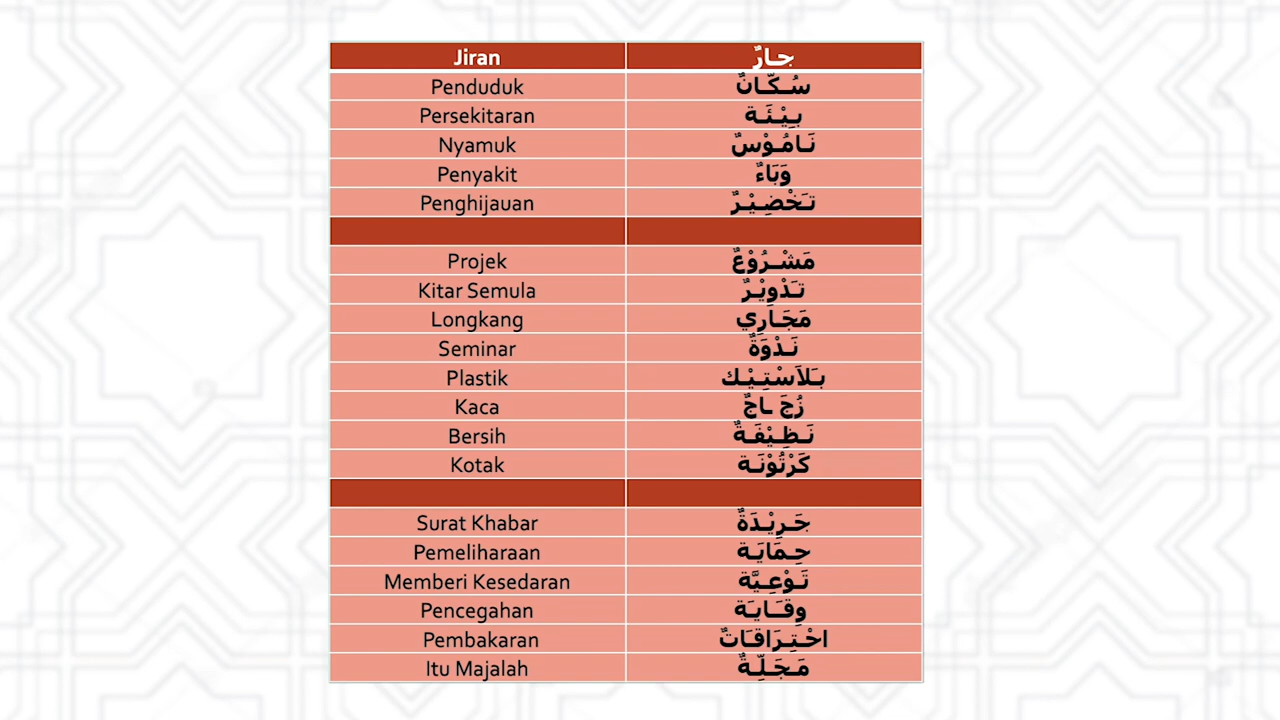 Jiran جَارٌ
Penduduk سُكَّانٌ
Persekitaran بِيْئَة
Nyamuk نَامُوْسٌ
Penyakit وَبَاءٌ
Penghijauan تَخْضِيْرٌ
Projek مَشْرُوْعٌ
Kitar Semula تَدْوِيْرٌ
Longkang مَجَارِي
Seminar نَدْوَةٌ
Plastik بَلاَسْتِيْك
Kaca زُجَاجٌ
Bersih نَظِيْفَةٌ
Kotak كَرْتُوْنَة
Surat Khabar جَرِيْدَةٌ
Pemeliharaan حِمَايَة
Memberi Kesedaran تَوْعِيَّة
Pencegahan وِقَايَة
Pembakaran احْتِرَاقَاتٌ
Itu Majalah مَجَلِّةٌ